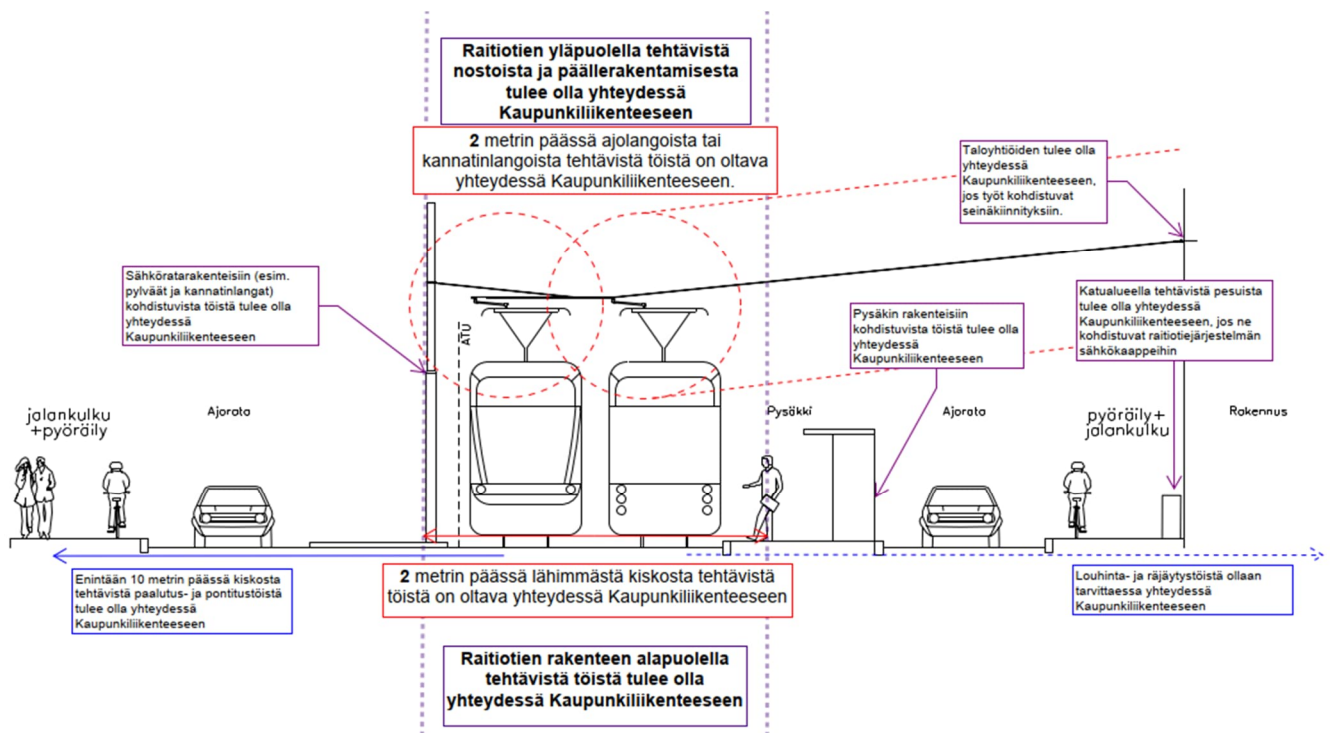 Raitiotien yläpuolella tehtävistä
nostoista ja päällerakentamisesta
tulee olla yhteydessä
Kaupunkiliikenteeseen
2 metrin päässä ajolangoista tai
kannatinlangoista tehtävistä töistä on oltava
yhteydessä Kaupunkiliikenteeseen.
Taloyhtiöiden tulee olla
yhteydessä
Kaupunkiliikenteeseen,
jos työt kohdistuvat
seinäkiinnityksiin.
Sähköratarakenteisiin (esim.
pylväät ja kannatinlangat)
kohdistuvista töistä tulee olla
yhteydessä
Kaupunkiliikenteeseen
ATU
Pysäkin rakenteisiin
kohdistuvista töistä tulee olla
yhteydessä
Kaupunkiliikenteeseen
Katualueella tehtävistä pesuista
tulee olla yhteydessä
Kaupunkiliikenteeseen, jos ne
kohdistuvat raitiotiejärjestelmän
sähkökaappeihin
jalankulku
+pyöräily
Ajorata
Pysäkki
Ajorata
pyöräily+
jalankulku
Rakennus
Enintään 10 metrin päässä kiskosta
tehtävistä paalutus- ja pontitustöistä
tulee olla yhteydessä
Kaupunkiliikenteeseen
2 metrin päässä lähimmästä kiskosta tehtävistä
töistä on oltava yhteydessä Kaupunkiliikenteeseen
Louhinta- ja räjäytystöistä ollaan
tarvittaessa yhteydessä
Kaupunkiliikenteeseen
Raitiotien rakenteen alapuolella
tehtävistä töistä tulee olla
yhteydessä Kaupunkiliikenteeseen